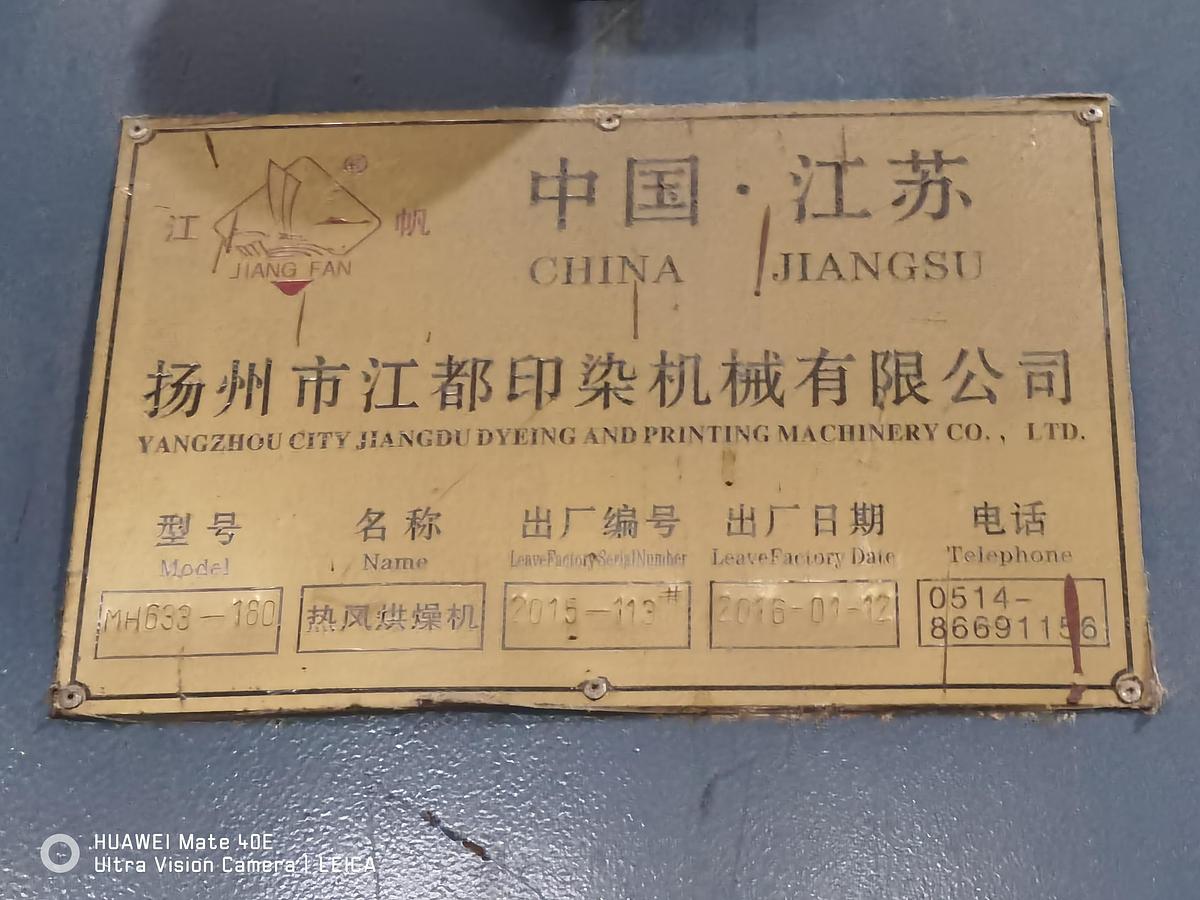 江 帆
JIANG FAN
中国·江苏
CHINA JIANGSU
扬州市江都印染机械有限公司
YANGZHOU CITY JIANGDU DYEING AND PRINTING MACHINERY CO., LTD.
型号 名称 出厂编号 出厂日期 电话
Model Name LeaveFactorySerialNumber LeaveFactory Date Telephone
MH633-180 热风烘燥机 2015-113# 2016-01-12 0514-
86691156
HUAWEI Mate 40E
Ultra Vision Camera | LEICA